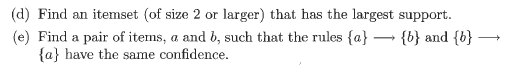 (d) Find an itemset (of size 2 or larger) that has the largest support.
(e) Find a pair of items, a and b, such that the rules {a} ⟶ {b} and {b} ⟶
{a} have the same confidence.